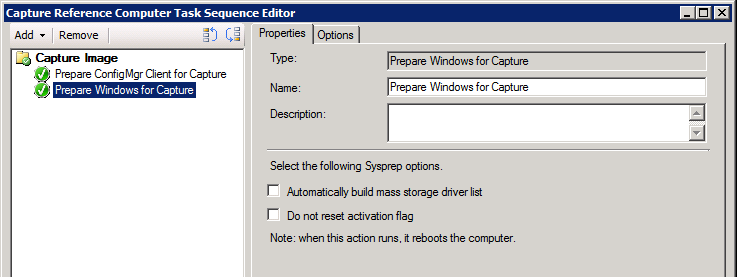 Capture Reference Computer Task Sequence Editor
Add Remove
Capture Image
Prepare ConfigMgr Client for Capture
Prepare Windows for Capture
Properties Options
Type: Prepare Windows for Capture
Name: Prepare Windows for Capture
Description:
Select the following Sysprep options.
Automatically build mass storage driver list
Do not reset activation flag
Note: when this action runs, it reboots the computer.